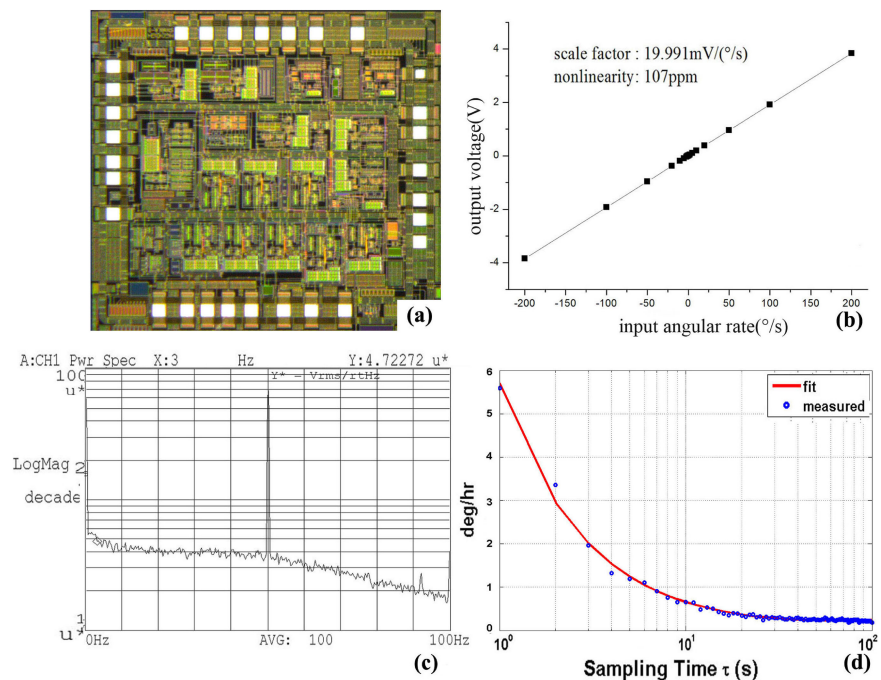 (a)
scale factor : 19.991mV/(°/s)
nonlinearity: 107ppm
output voltage(V)
4
2
0
-2
-4
-200 -150 -100 -50 0 50 100 150 200
input angular rate(°/s)
(b)
A:CH1 Pwr Spec X:3 Hz Y:4.72272 u*
Y* = Vrms/rtHz
100
u*
LogMag 2
decade
1
u*
0Hz AVG: 100 100Hz
(c)
fit
measured
deg/hr
6
5
4
3
2
1
0
10⁰ 10¹ 10² 
Sampling Time τ (s)
(d)